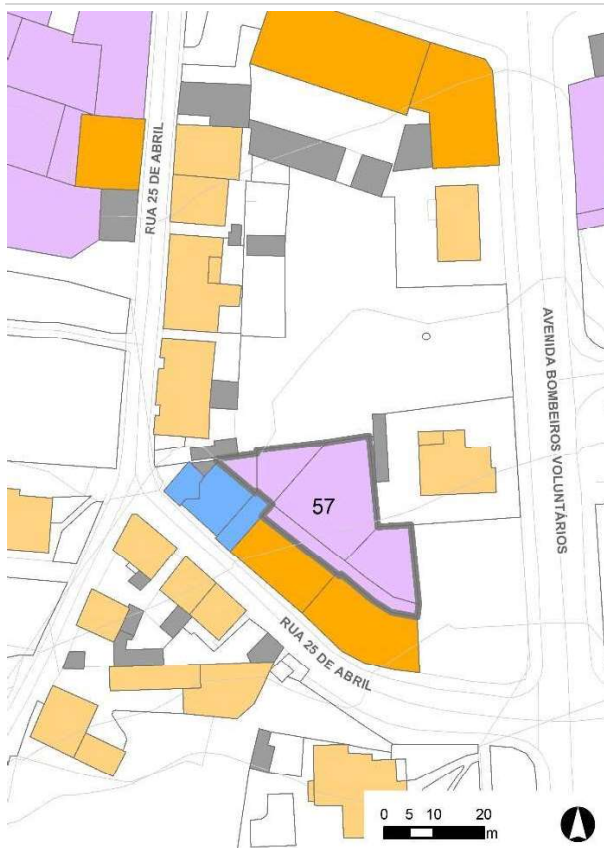 RUA 25 DE ABRIL
AVENIDA BOMBEIROS VOLUNTÁRIOS
57
RUA 25 DE ABRIL
0 5 10 20
m